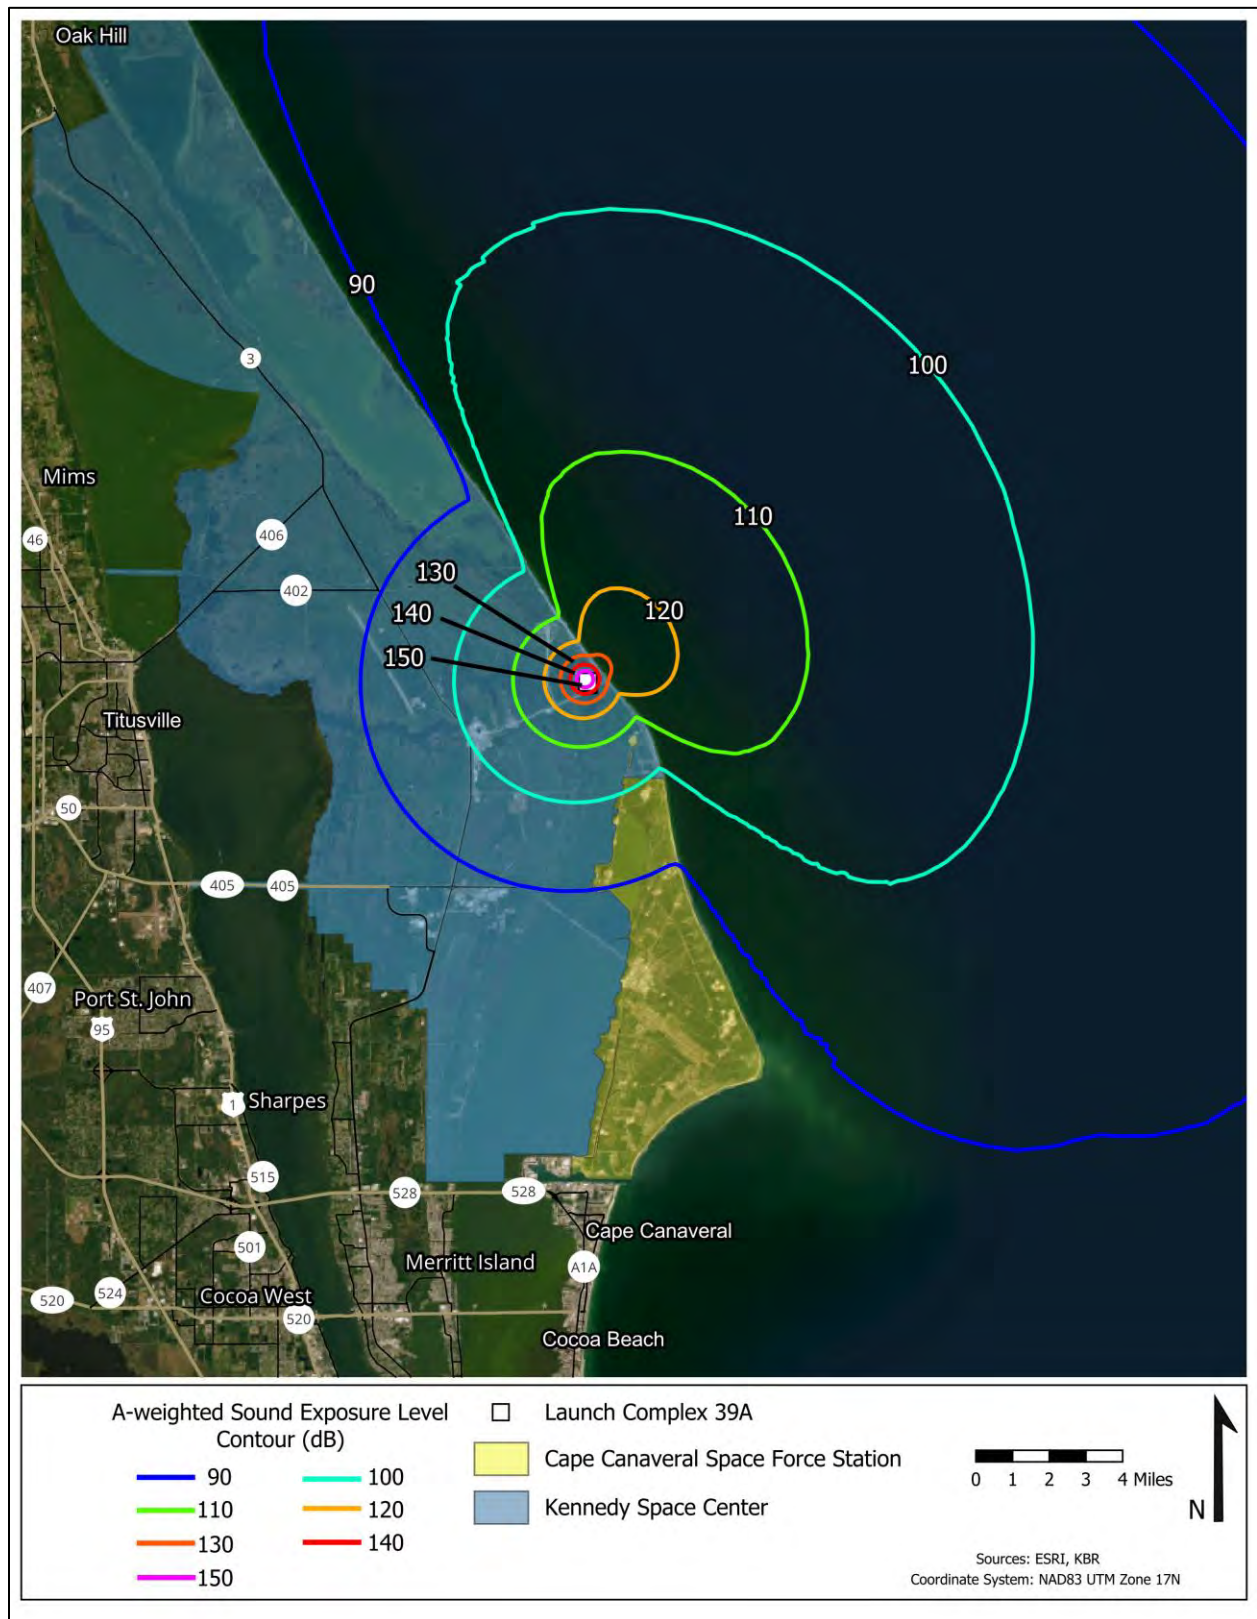 Oak Hill
90
3
100
Mims
110
46
406
130
402
140
120
150
Titusville
50
405
405
407
Port St. John
95
1
Sharpes
515
528
528
Cape Canaveral
501
Merritt Island
A1A
524
Cocoa West
520
520
Cocoa Beach
A-weighted Sound Exposure Level
Contour (dB)
90
100
110
120
130
140
150
Launch Complex 39A
Cape Canaveral Space Force Station
Kennedy Space Center
0 1 2 3 4 Miles
N
Sources: ESRI, KBR
Coordinate System: NAD83 UTM Zone 17N